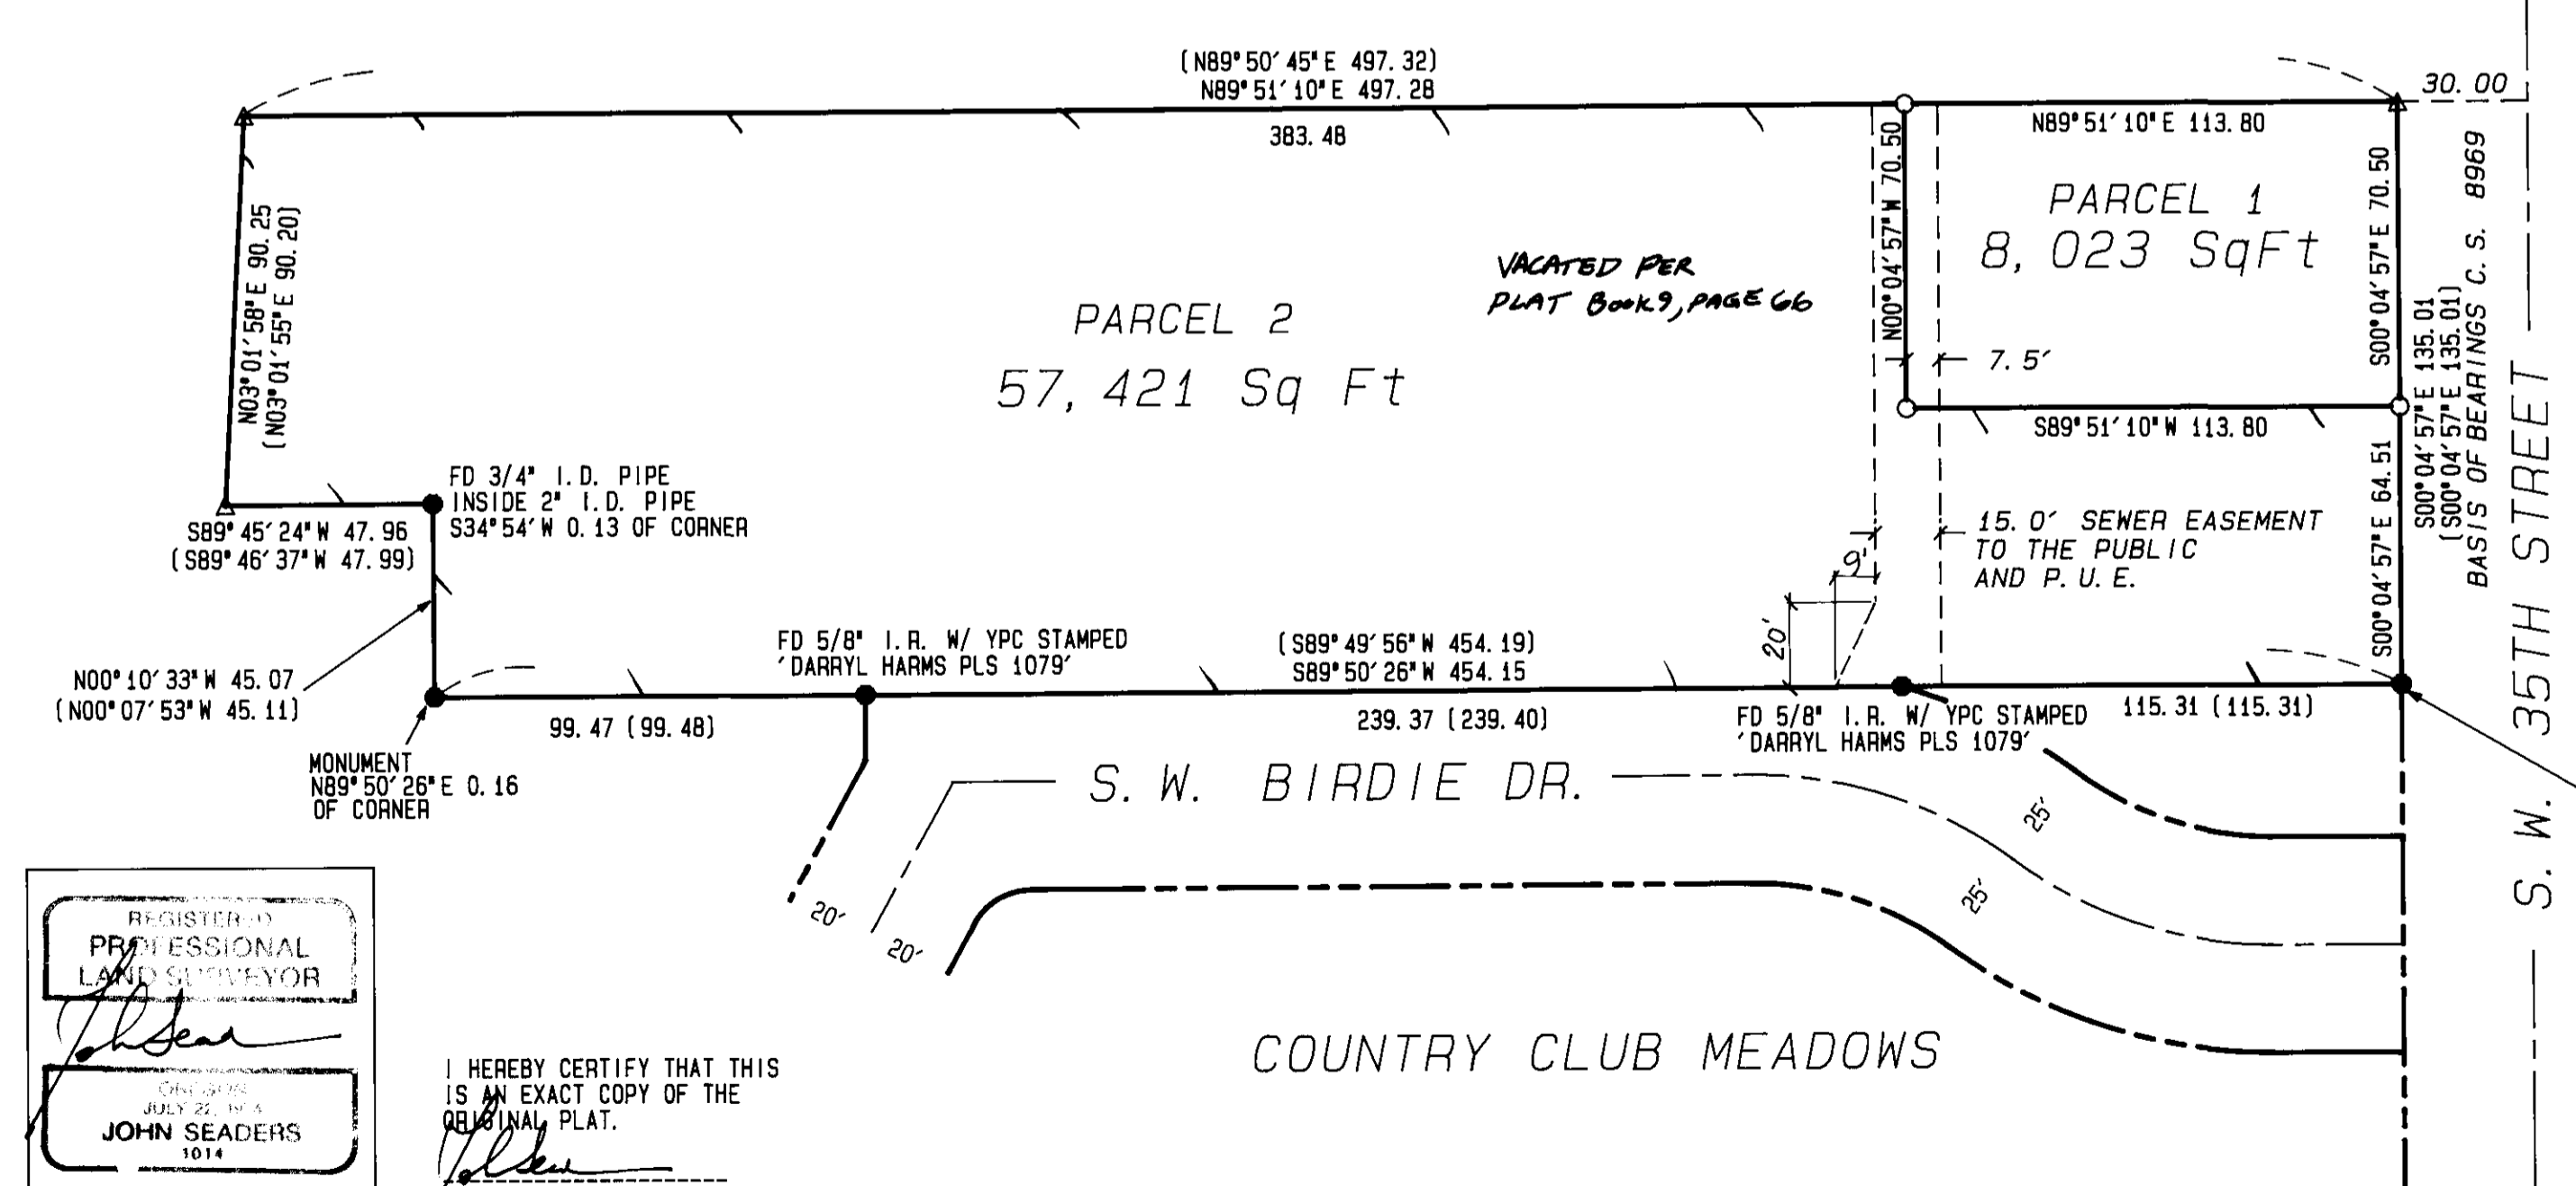 (N89°50'45"E 497.32)
N89°51'10"E 497.28
383.48
30.00
N89°51'10"E 113.80
N00°04'57"W 70.50
PARCEL 1
8,023 SqFt
S00°04'57"E 70.50
N03°01'58"E 90.25
(N03°01'55"E 90.20)
VACATED PER
PLAT BOOK 9, PAGE 66
PARCEL 2
57,421 Sq Ft
7.5'
S89°51'10"W 113.80
S00°04'57"E 64.51
S00°04'57"E 135.01
(S00°04'57"E 135.01)
BASIS OF BEARINGS C.S. 8969
S.W. 35TH STREET
FD 3/4" I.D. PIPE
INSIDE 2" I.D. PIPE
S34°54'W 0.13 OF CORNER
S89°45'24"W 47.96
(S89°46'37"W 47.99)
15.0' SEWER EASEMENT
TO THE PUBLIC
AND P.U.E.
9'
20'
N00°10'33"W 45.07
(N00°07'53"W 45.11)
FD 5/8" I.R. W/ YPC STAMPED
'DARRYL HARMS PLS 1079'
(S89°49'56"W 454.19)
S89°50'26"W 454.15
99.47 (99.48)
239.37 (239.40)
FD 5/8" I.R. W/ YPC STAMPED
'DARRYL HARMS PLS 1079'
115.31 (115.31)
MONUMENT
N89°50'26"E 0.16
OF CORNER
S.W. BIRDIE DR.
25'
25'
20'
20'
COUNTRY CLUB MEADOWS
REGISTERED
PROFESSIONAL
LAND SURVEYOR
OREGON
JULY 22,
JOHN SEADERS
1014
I HEREBY CERTIFY THAT THIS
IS AN EXACT COPY OF THE
ORIGINAL PLAT.